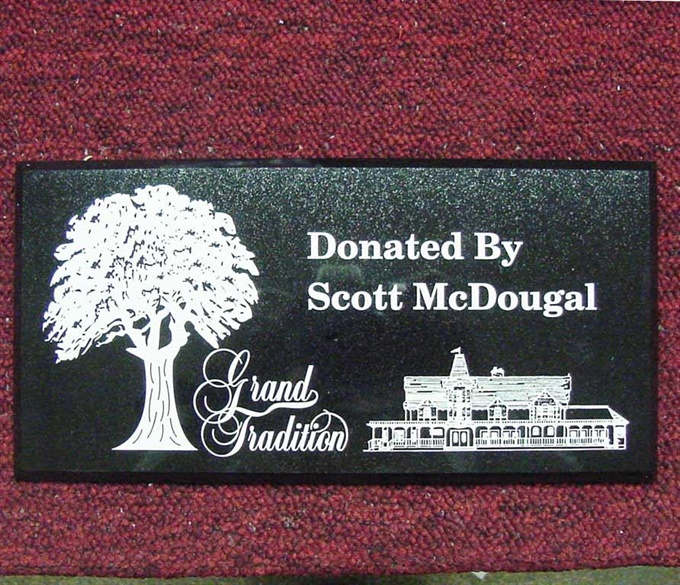 Donated By
Scott McDougal
Grand
Tradition